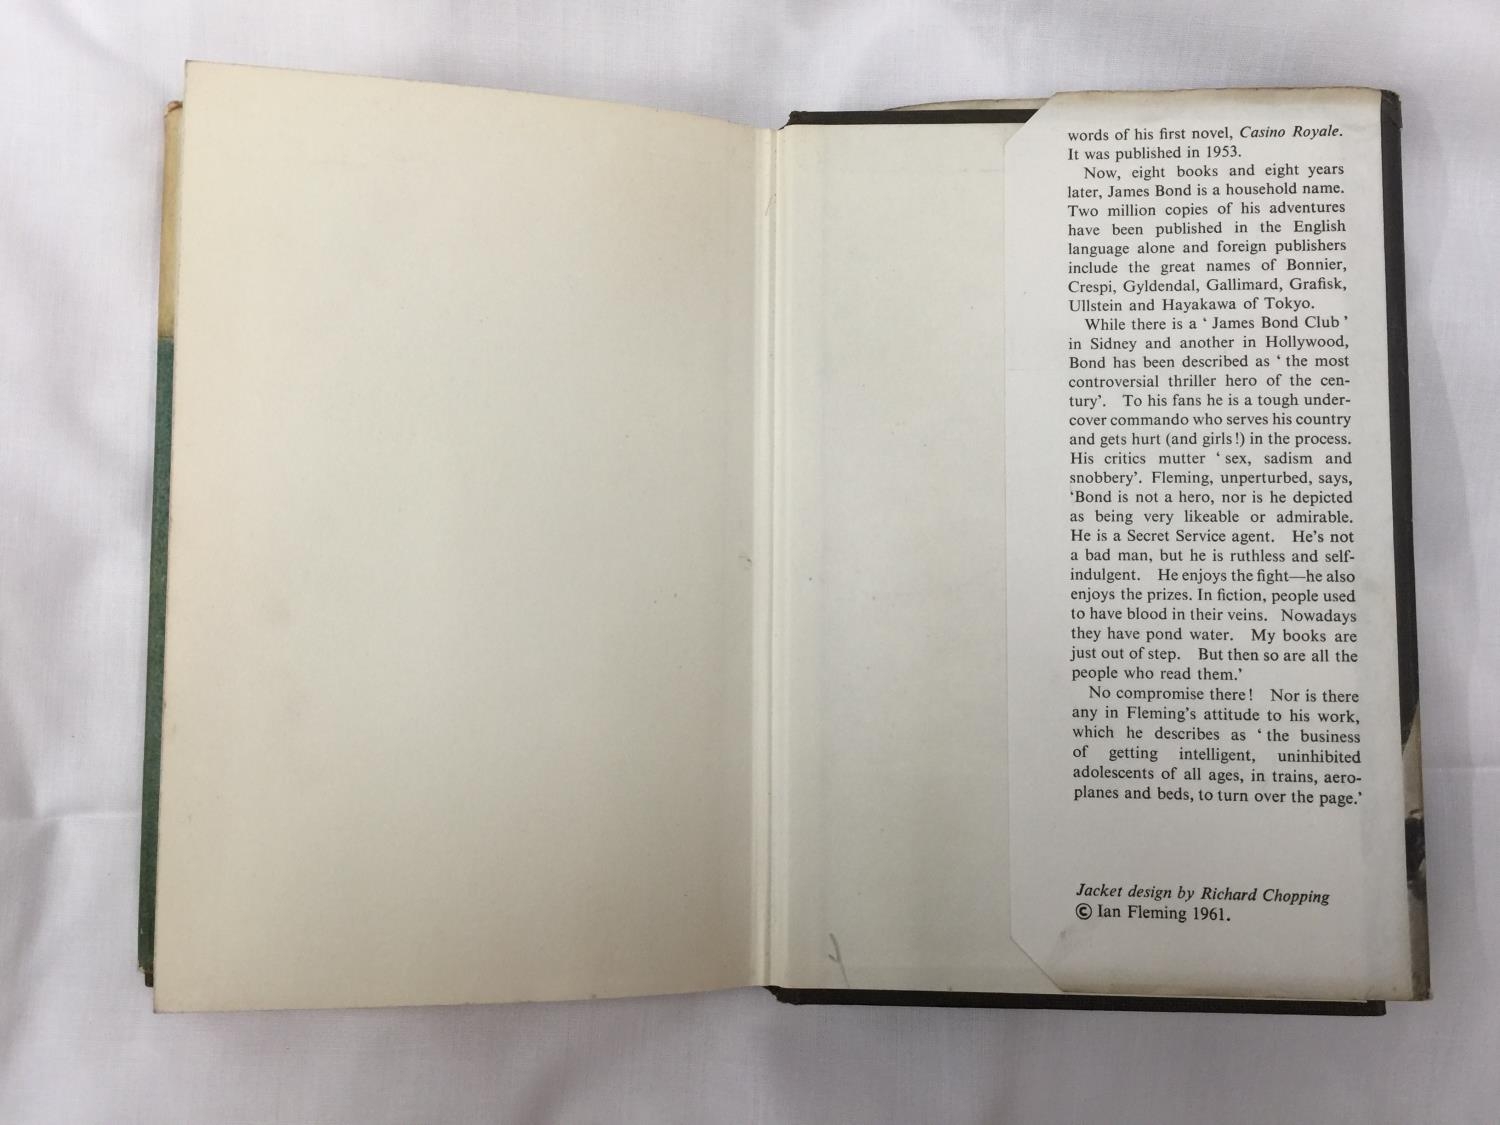 words of his first novel, Casino Royale.
It was published in 1953.
Now, eight books and eight years
later, James Bond is a household name.
Two million copies of his adventures
have been published in the English
language alone and foreign publishers
include the great names of Bonnier,
Crespi, Gyldendal, Gallimard, Grafisk,
Ullstein and Hayakawa of Tokyo.
While there is a ‘ James Bond Club ’
in Sidney and another in Hollywood,
Bond has been described as ‘ the most
controversial thriller hero of the cen-
tury’. To his fans he is a tough under-
cover commando who serves his country
and gets hurt (and girls!) in the process.
His critics mutter ‘ sex, sadism and
snobbery’. Fleming, unperturbed, says,
‘Bond is not a hero, nor is he depicted
as being very likeable or admirable.
He is a Secret Service agent. He’s not
a bad man, but he is ruthless and self-
indulgent. He enjoys the fight—he also
enjoys the prizes. In fiction, people used
to have blood in their veins. Nowadays
they have pond water. My books are
just out of step. But then so are all the
people who read them.’
No compromise there! Nor is there
any in Fleming’s attitude to his work,
which he describes as ‘ the business
of getting intelligent, uninhibited
adolescents of all ages, in trains, aero-
planes and beds, to turn over the page.’
Jacket design by Richard Chopping
© Ian Fleming 1961.